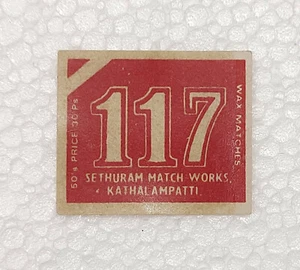 117
SETHURAM MATCH WORKS,
KATHALAMPATTI.
50's PRICE 30 Ps
WAX MATCHES